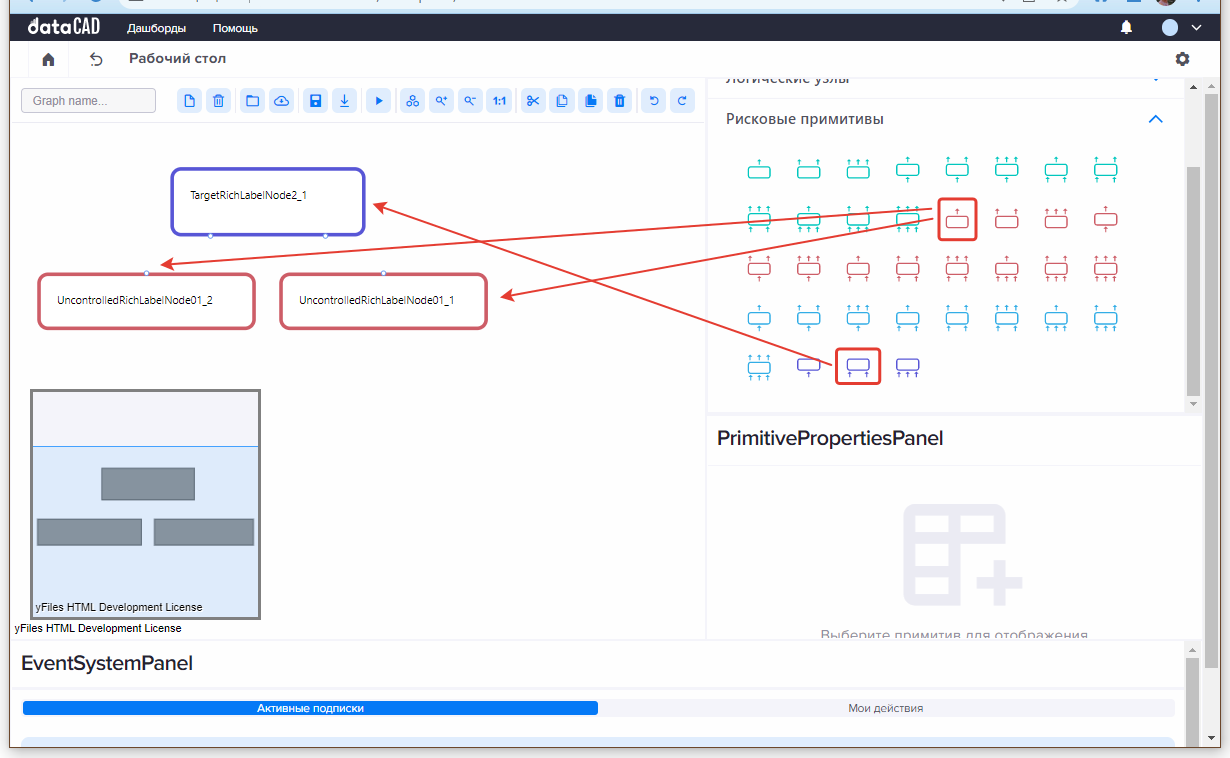 dataCAD Дашборды Помощь
Рабочий стол
Логические узлы
Graph name...
1:1
Рисковые примитивы
TargetRichLabelNode2_1
UncontrolledRichLabelNode01_2
UncontrolledRichLabelNode01_1
PrimitivePropertiesPanel
yFiles HTML Development License
yFiles HTML Development License
Выберите примитив для отображения
EventSystemPanel
Активные подписки
Мои действия